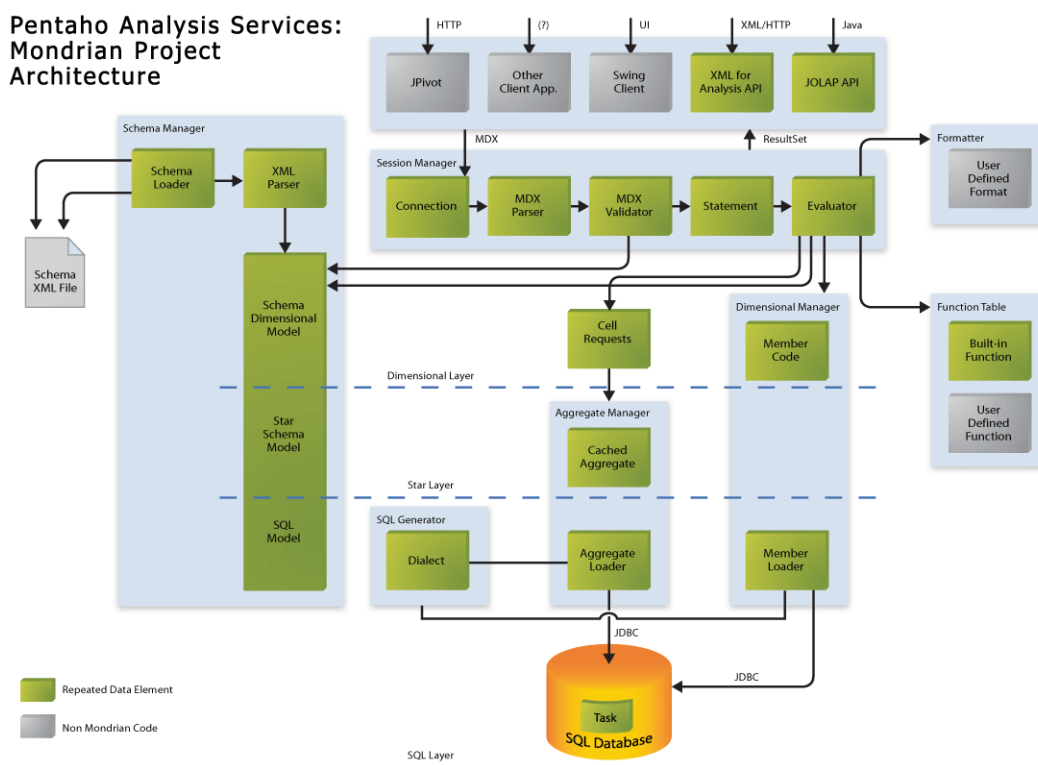 Pentaho Analysis Services:
Mondrian Project
Architecture
HTTP
(?)
UI
XML/HTTP
Java
JPivot
Other
Client App.
Swing
Client
XML for
Analysis API
JOLAP API
Schema Manager
MDX
ResultSet
Formatter
Schema
Loader
XML
Parser
Session Manager
User
Defined
Format
Connection
MDX
Parser
MDX
Validator
Statement
Evaluator
Schema
XML File
Schema
Dimensional
Model
Cell
Requests
Dimensional Manager
Member
Code
Function Table
Built-in
Function
Dimensional Layer
User
Defined
Function
Star
Schema
Model
Aggregate Manager
Cached
Aggregate
Star Layer
SQL
Model
SQL Generator
Dialect
Aggregate
Loader
Member
Loader
JDBC
JDBC
Repeated Data Element
Non Mondrian Code
Task
SQL Database
SQL Layer